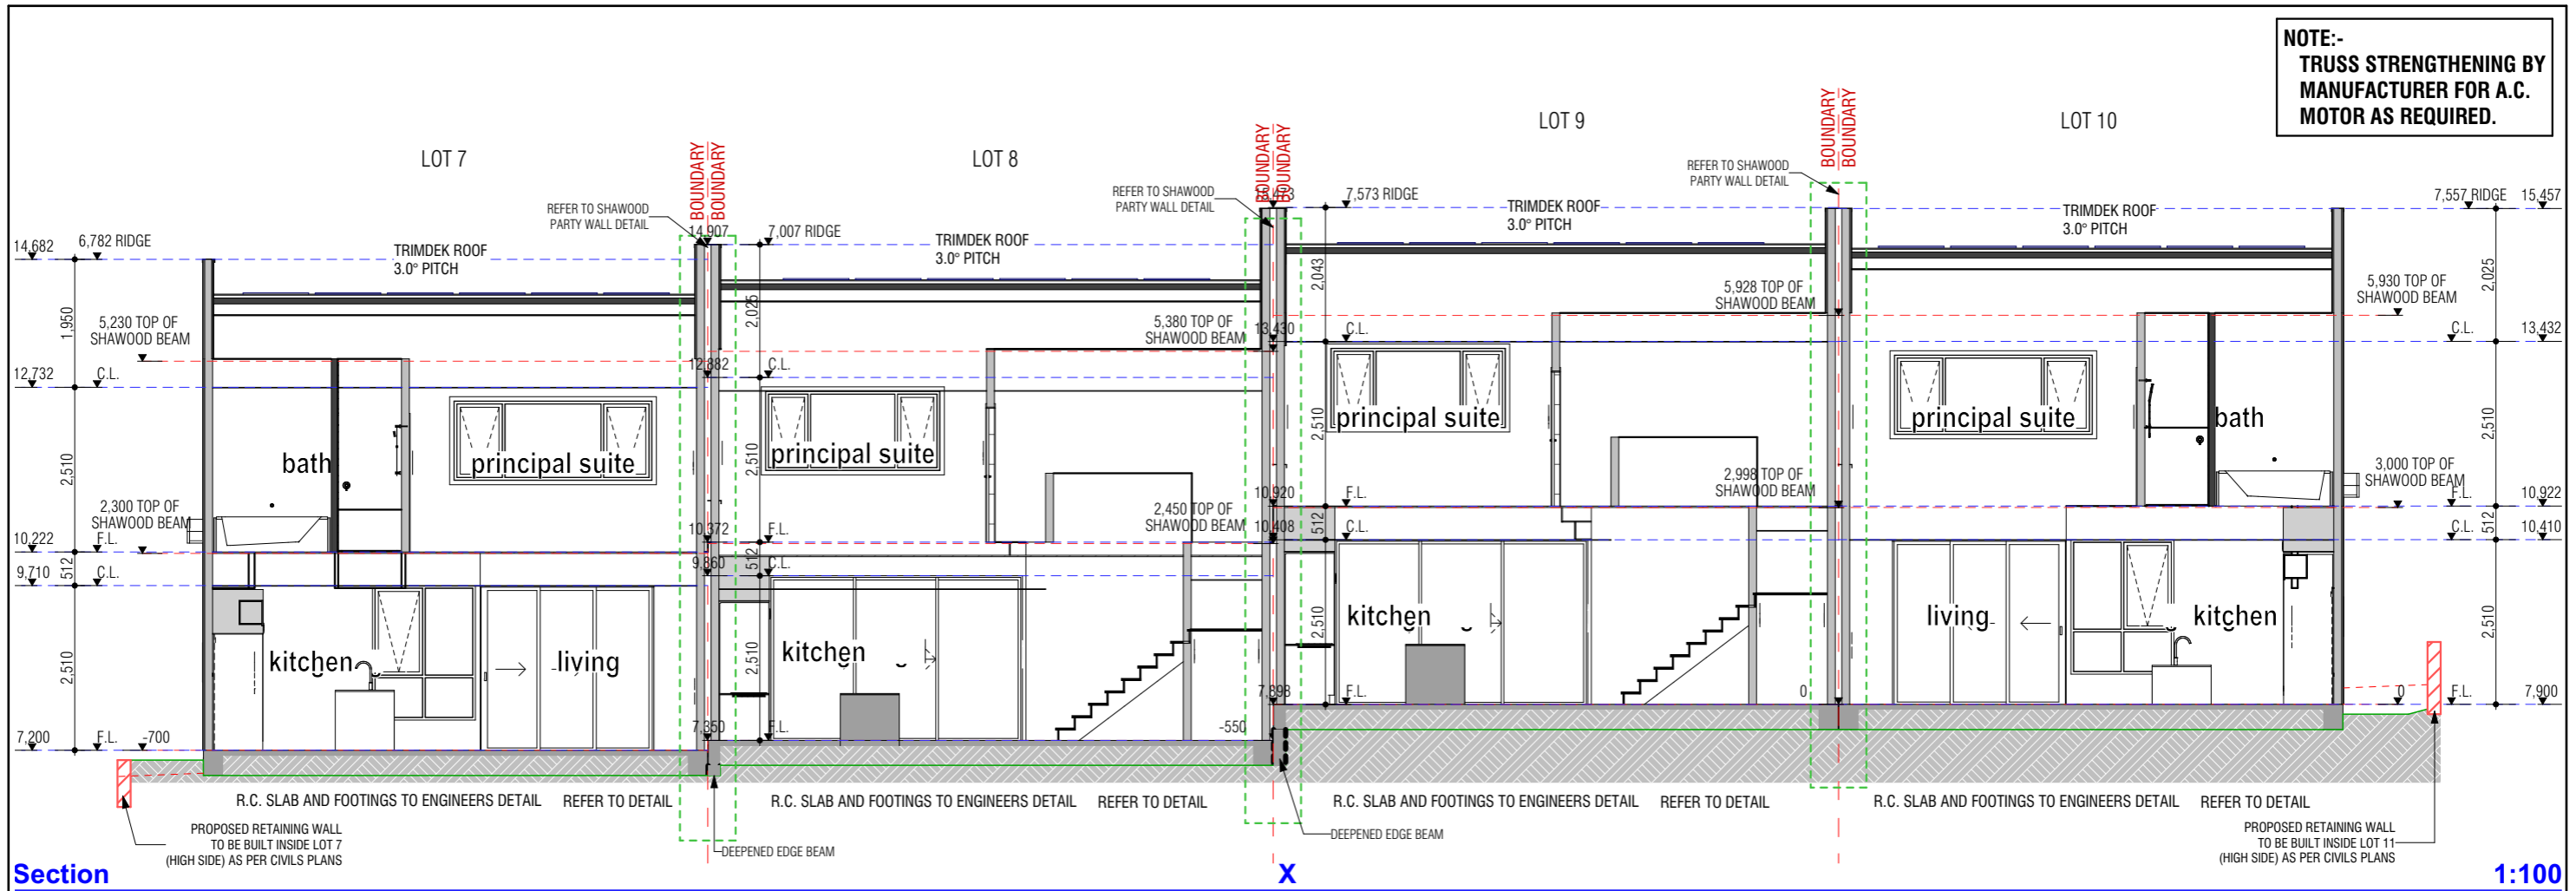 NOTE:-
TRUSS STRENGTHENING BY
MANUFACTURER FOR A.C.
MOTOR AS REQUIRED.
LOT 7
LOT 8
LOT 9
LOT 10
BOUNDARY
BOUNDARY
BOUNDARY
BOUNDARY
BOUNDARY
BOUNDARY
REFER TO SHAWOOD
PARTY WALL DETAIL
REFER TO SHAWOOD
PARTY WALL DETAIL
REFER TO SHAWOOD
PARTY WALL DETAIL
14,682
6,782 RIDGE
TRIMDEK ROOF
3.0° PITCH
14,907
7,007 RIDGE
TRIMDEK ROOF
3.0° PITCH
15,473
7,573 RIDGE
TRIMDEK ROOF
3.0° PITCH
TRIMDEK ROOF
3.0° PITCH
7,557 RIDGE
15,457
1,950
5,230 TOP OF
SHAWOOD BEAM
12,732
C.L.
2,510
bath
principal suite
2,300 TOP OF
SHAWOOD BEAM
10,222
F.L.
512
9,710
C.L.
2,510
kitchen
living
7,200
F.L.
-700
2,025
12,882
C.L.
5,380 TOP OF
SHAWOOD BEAM
2,510
principal suite
2,450 TOP OF
SHAWOOD BEAM
10,372
F.L.
512
9,860
C.L.
2,510
kitchen
7,350
F.L.
-550
2,043
13,430
C.L.
5,928 TOP OF
SHAWOOD BEAM
2,510
principal suite
2,998 TOP OF
SHAWOOD BEAM
10,920
F.L.
512
10,408
C.L.
2,510
kitchen
7,898
F.L.
0
5,930 TOP OF
SHAWOOD BEAM
2,025
C.L.
13,432
principal suite
bath
2,510
3,000 TOP OF
SHAWOOD BEAM
F.L.
10,922
512
C.L.
10,410
living
kitchen
2,510
0
F.L.
7,900
R.C. SLAB AND FOOTINGS TO ENGINEERS DETAIL
REFER TO DETAIL
R.C. SLAB AND FOOTINGS TO ENGINEERS DETAIL
REFER TO DETAIL
R.C. SLAB AND FOOTINGS TO ENGINEERS DETAIL
REFER TO DETAIL
R.C. SLAB AND FOOTINGS TO ENGINEERS DETAIL
REFER TO DETAIL
PROPOSED RETAINING WALL
TO BE BUILT INSIDE LOT 7
(HIGH SIDE) AS PER CIVILS PLANS
DEEPENED EDGE BEAM
DEEPENED EDGE BEAM
PROPOSED RETAINING WALL
TO BE BUILT INSIDE LOT 11
(HIGH SIDE) AS PER CIVILS PLANS
Section
X
1:100